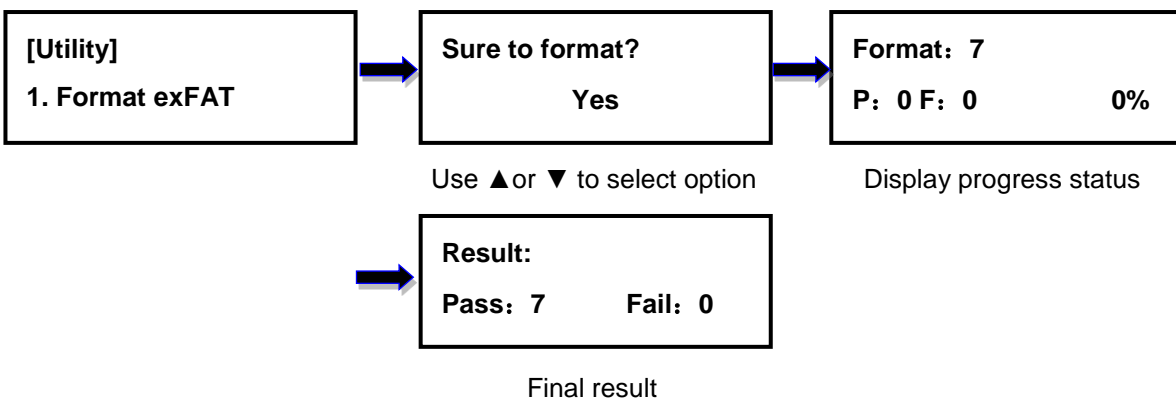 [Utility]
1. Format exFAT
Sure to format?
Yes
Use ▲or ▼ to select option
Format：7
P：0 F：0 0%
Display progress status
Result:
Pass：7 Fail：0
Final result